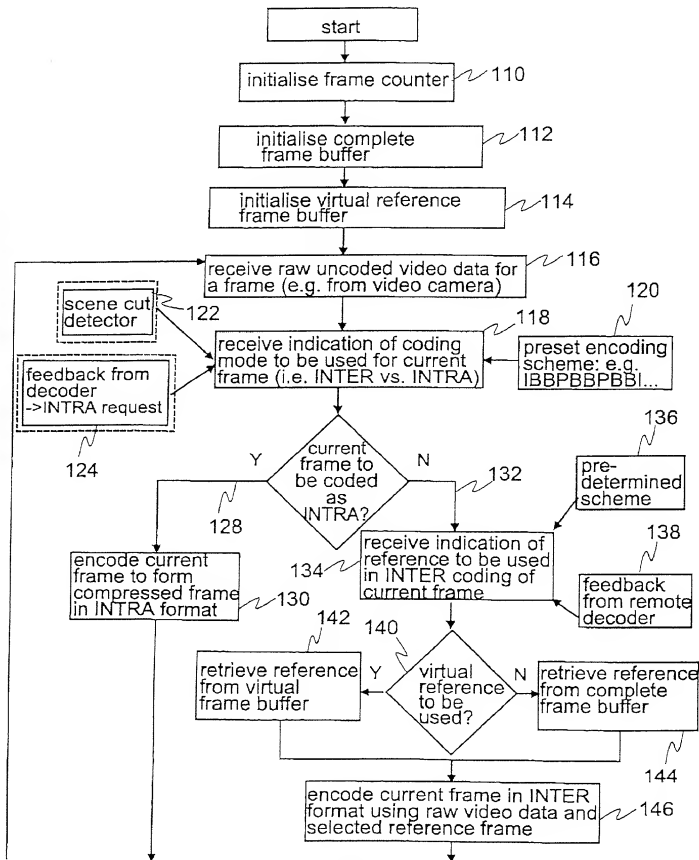 start
initialise frame counter
110
initialise complete
frame buffer
112
initialise virtual reference
frame buffer
114
receive raw uncoded video data for
a frame (e.g. from video camera)
116
scene cut
detector
122
118
120
receive indication of coding
mode to be used for current
frame (i.e. INTER vs. INTRA)
preset encoding
scheme: e.g.
IBBPBBPBBI...
feedback from
decoder
->INTRA request
124
current
frame to
be coded
as
INTRA?
Y
N
128
132
136
pre-
determined
scheme
encode current
frame to form
compressed frame
in INTRA format
130
134
receive indication of
reference to be used
in INTER coding of
current frame
138
feedback
from remote
decoder
142
140
retrieve reference
from virtual
frame buffer
Y
virtual
reference
to be
used?
N
retrieve reference
from complete
frame buffer
144
encode current frame in INTER
format using raw video data and
selected reference frame
146